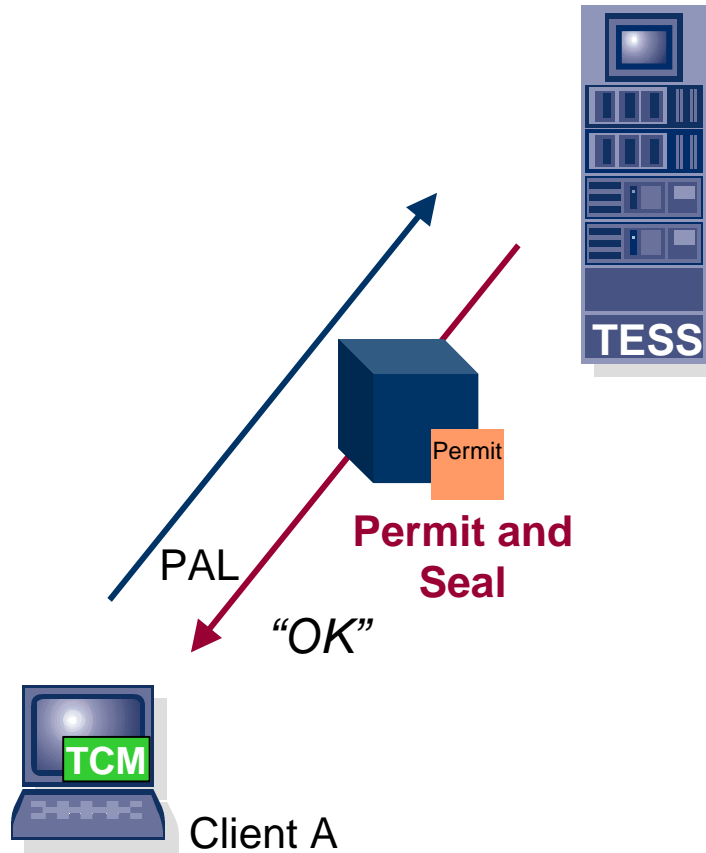 TESS
Permit
Permit and
Seal
PAL
“OK”
TCM
Client A